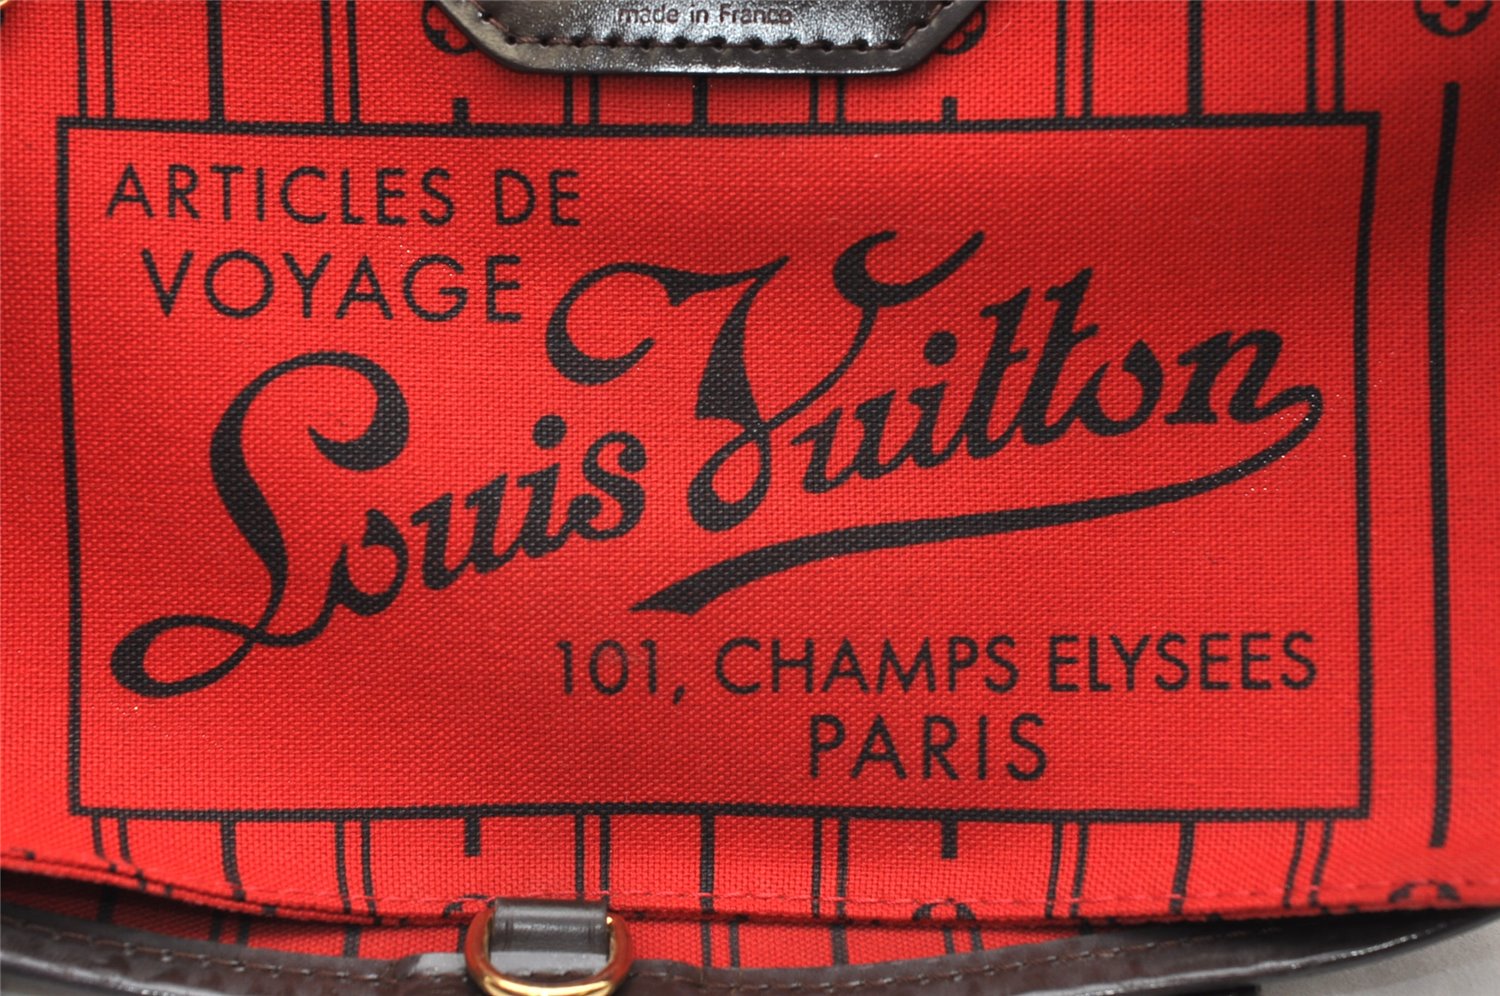 made in France
ARTICLES DE
VOYAGE
Louis Vuitton
101, CHAMPS ELYSEES
PARIS